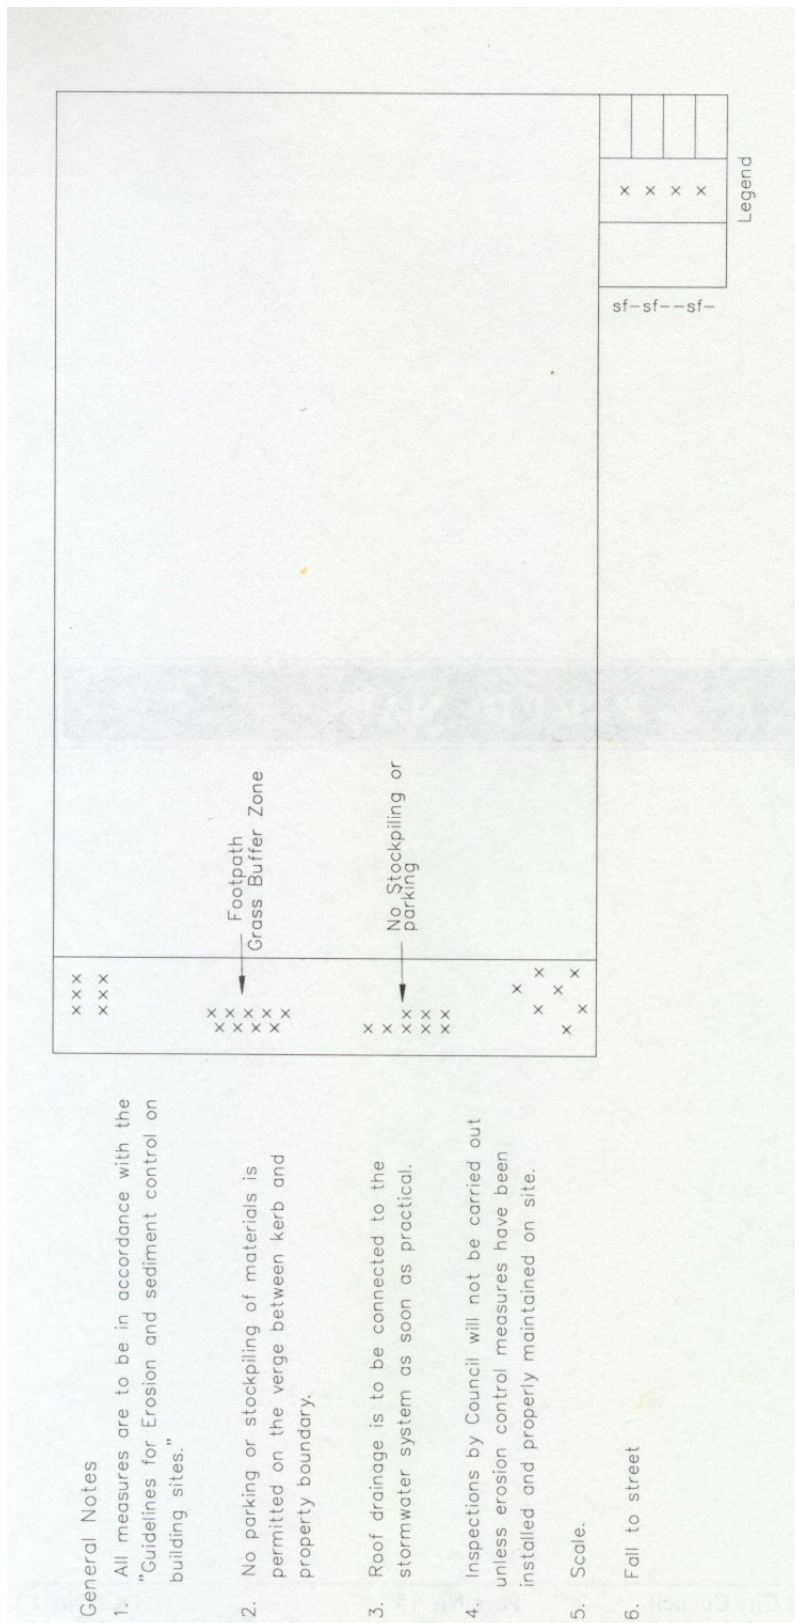 General Notes
1. All measures are to be in accordance with the
"Guidelines for Erosion and sediment control on
building sites."
2. No parking or stockpiling of materials is
permitted on the verge between kerb and
property boundary.
3. Roof drainage is to be connected to the
stormwater system as soon as practical.
4. Inspections by Council will not be carried out
unless erosion control measures have been
installed and properly maintained on site.
5. Scale.
6. Fall to street
x x x
x x x
Footpath
Grass Buffer Zone
No Stockpiling or
parking
sf-sf--sf-
x x x x
Legend